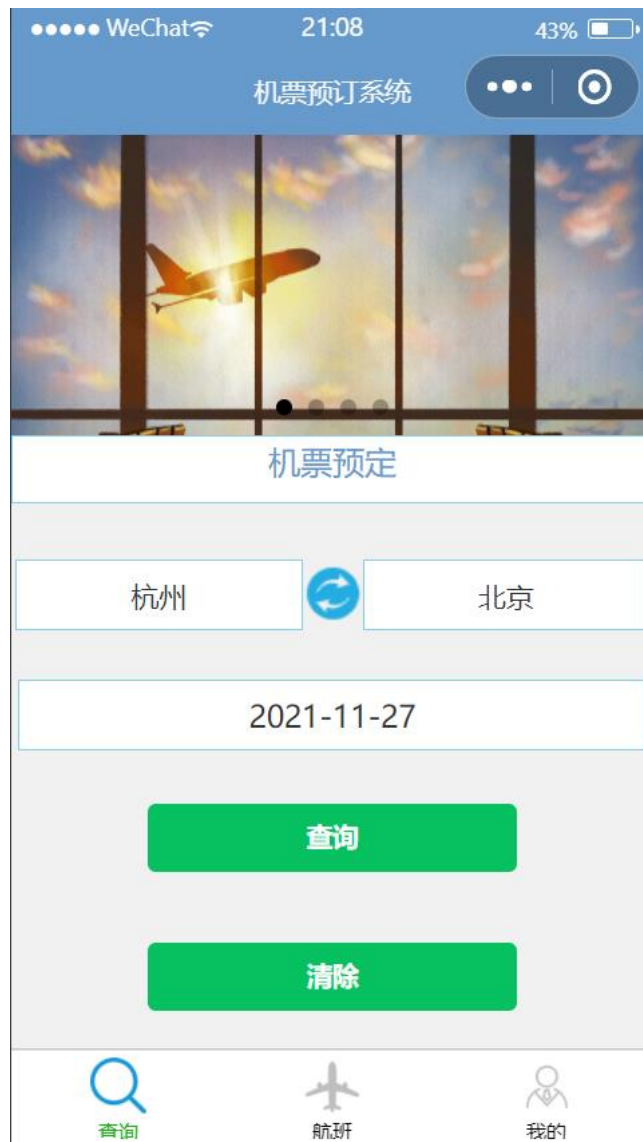 ●●●●● WeChat 21:08 43%
机票预订系统
机票预定
杭州 北京
2021-11-27
查询
清除
查询 航班 我的